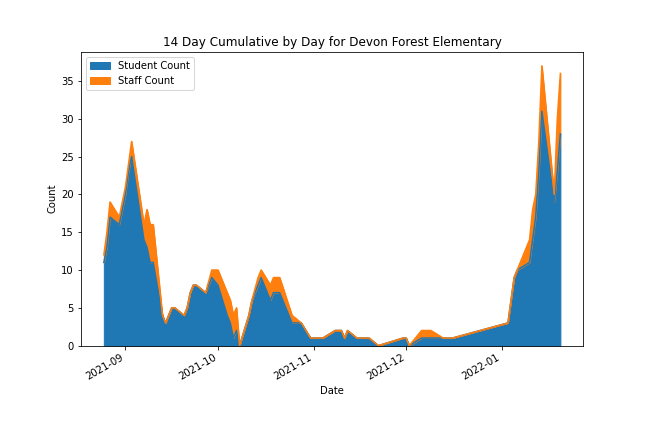 14 Day Cumulative by Day for Devon Forest Elementary
Student Count
Staff Count
35
30
25
20
15
10
5
0
Count
2021-09
2021-10
2021-11
2021-12
2022-01
Date